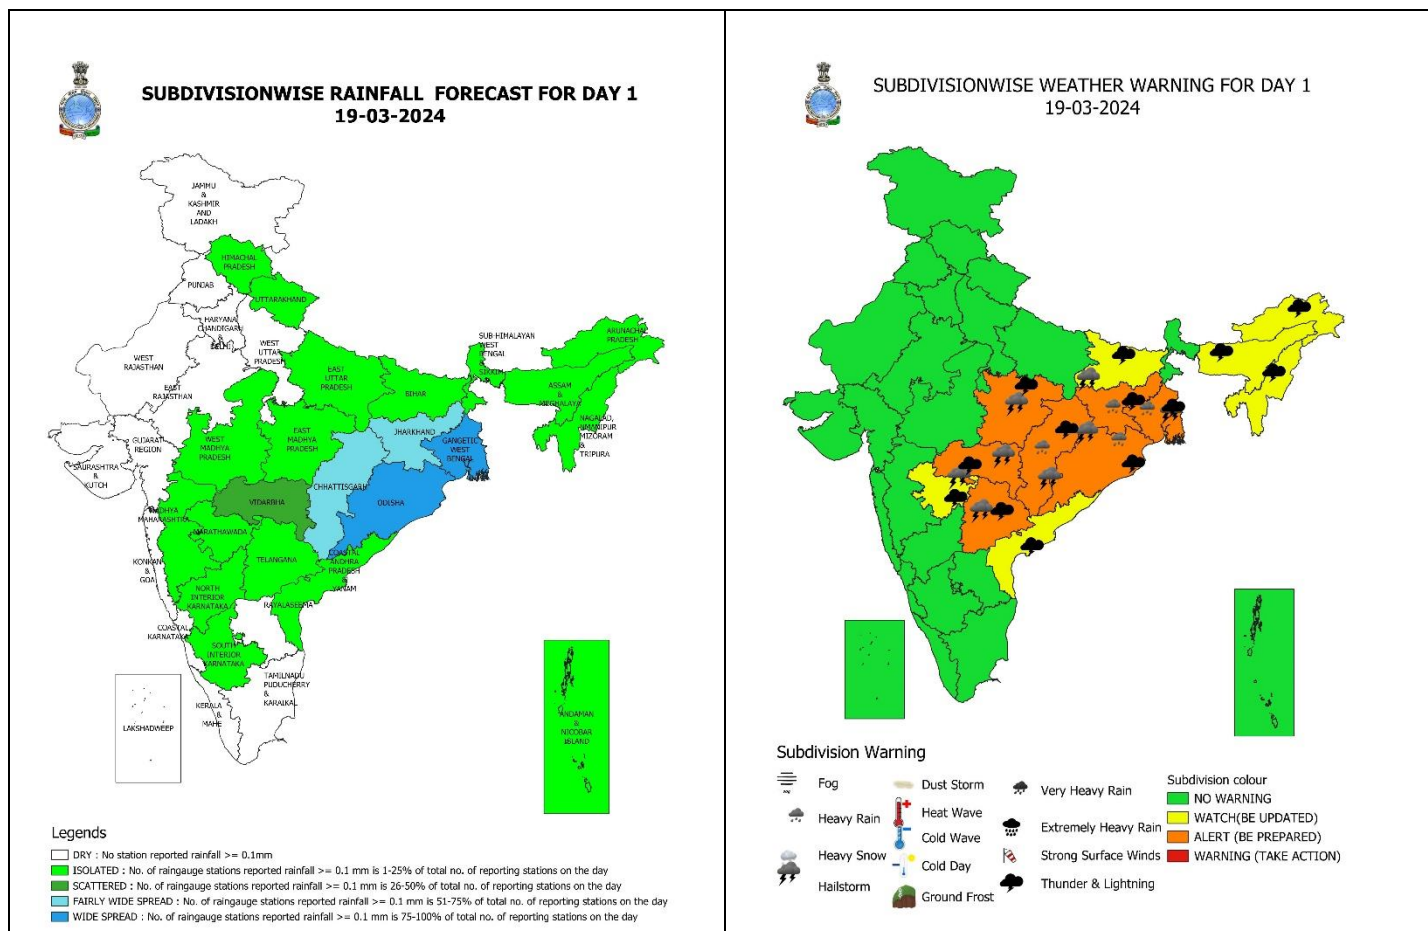 SUBDIVISIONWISE RAINFALL FORECAST FOR DAY 1
19-03-2024
JAMMU
&
KASHMIR
AND
LADAKH
HIMACHAL
PRADESH
PUNJAB
UTTARAKHAND
HARYANA
CHANDIGARH
&
DELHI
WEST
UTTAR
PRADESH
WEST
RAJASTHAN
EAST
RAJASTHAN
EAST
UTTAR
PRADESH
BIHAR
SUB-HIMALAYAN
WEST
BENGAL
&
SIKKIM
ARUNACHAL
PRADESH
ASSAM
&
MEGHALAYA
NAGALAD,
MANIPUR
MIZORAM
&
TRIPURA
GUJARAT
REGION
SAURASHTRA
&
KUTCH
WEST
MADHYA
PRADESH
EAST
MADHYA
PRADESH
JHARKHAND
GANGETIC
WEST
BENGAL
CHHATTISGARH
ODISHA
VIDARBHA
MADHYA
MAHARASHTRA
MARATHAWADA
KONKAN
&
GOA
TELANGANA
COASTAL
ANDHRA
PRADESH
&
YANAM
NORTH
INTERIOR
KARNATAKA
RAYALASEEMA
COASTAL
KARNATAKA
SOUTH
INTERIOR
KARNATAKA
TAMILNADU
PUDUCHERRY
&
KARAIKAL
KERALA
&
MAHE
LAKSHADWEEP
ANDAMAN
&
NICOBAR
ISLAND
Legends
DRY : No station reported rainfall >= 0.1mm
ISOLATED : No. of raingauge stations reported rainfall >= 0.1 mm is 1-25% of total no. of reporting stations on the day
SCATTERED : No. of raingauge stations reported rainfall >= 0.1 mm is 26-50% of total no. of reporting stations on the day
FAIRLY WIDE SPREAD : No. of raingauge stations reported rainfall >= 0.1 mm is 51-75% of total no. of reporting stations on the day
WIDE SPREAD : No. of raingauge stations reported rainfall >= 0.1 mm is 75-100% of total no. of reporting stations on the day
SUBDIVISIONWISE WEATHER WARNING FOR DAY 1
19-03-2024
Subdivision Warning
Fog
Heavy Rain
Heavy Snow
Hailstorm
Dust Storm
Heat Wave
Cold Wave
Cold Day
Ground Frost
Very Heavy Rain
Extremely Heavy Rain
Strong Surface Winds
Thunder & Lightning
Subdivision colour
NO WARNING
WATCH(BE UPDATED)
ALERT (BE PREPARED)
WARNING (TAKE ACTION)